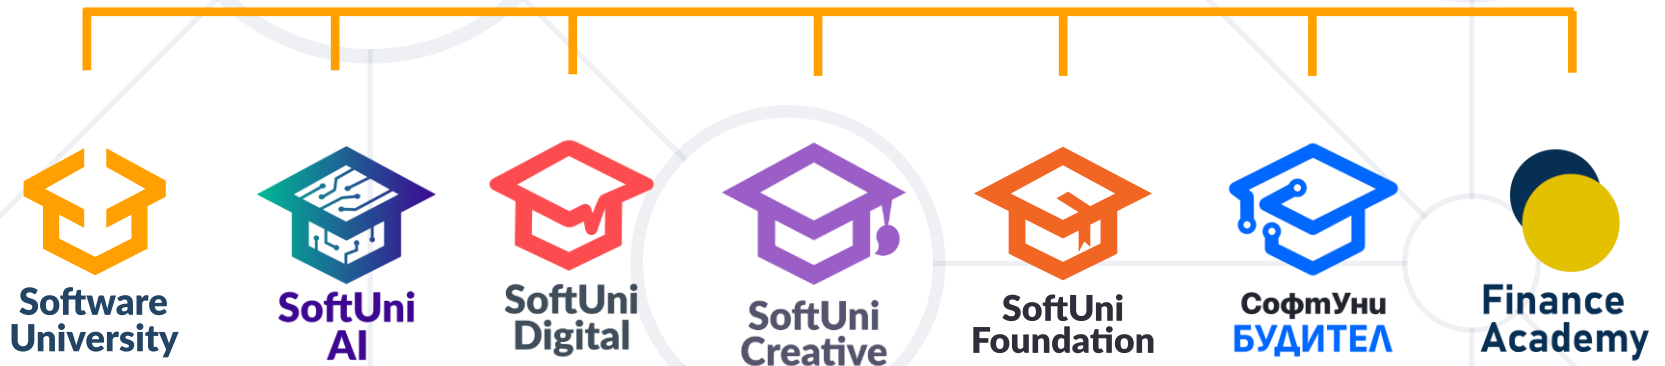 Software
University
SoftUni
AI
SoftUni
Digital
SoftUni
Creative
SoftUni
Foundation
СофтУни
БУДИТЕЛ
Finance
Academy